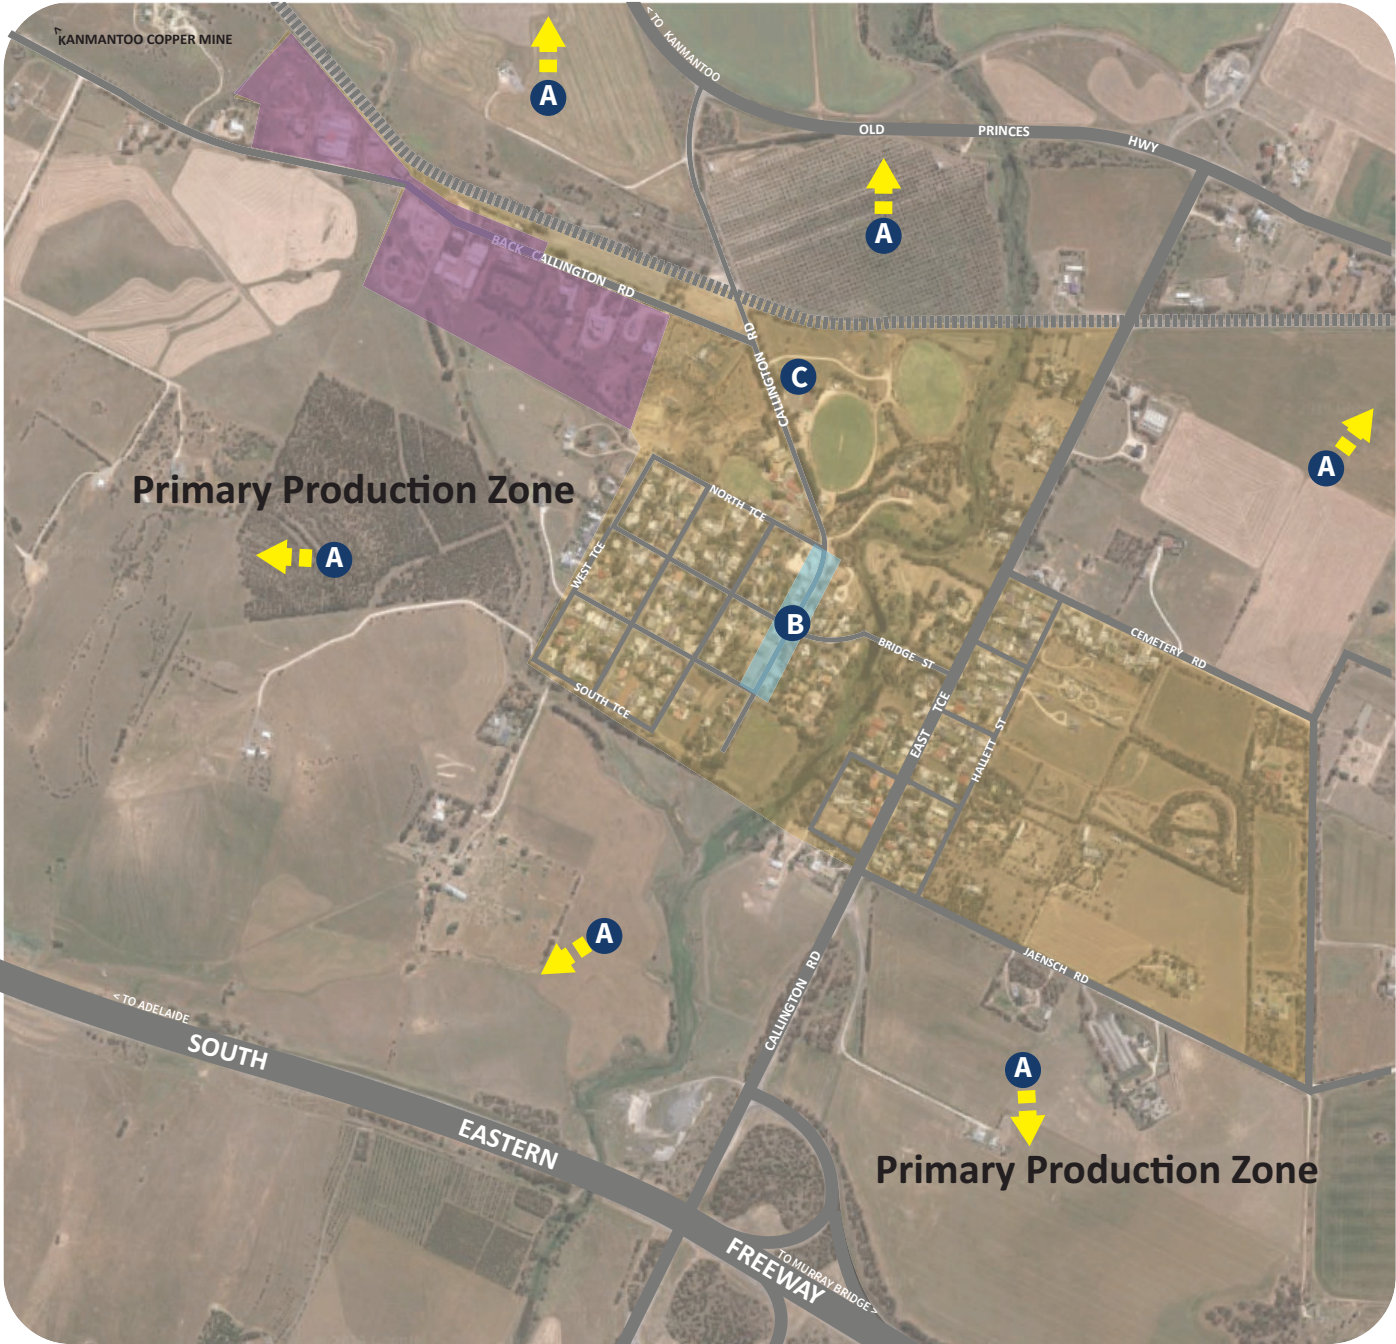 < KANMANTOO COPPER MINE
< TO KANMANTOO
A
OLD PRINCES HWY
A
BACK CALLINGTON RD
CALLINGTON RD
C
A
Primary Production Zone
A
NORTH TCE
WEST TCE
B
BRIDGE ST
CEMETERY RD
SOUTH TCE
EAST TCE
HALLETT ST
A
JAENSCH RD
CALLINGTON RD
< TO ADELAIDE
SOUTH EASTERN FREEWAY
A
Primary Production Zone
TO MURRAY BRIDGE >